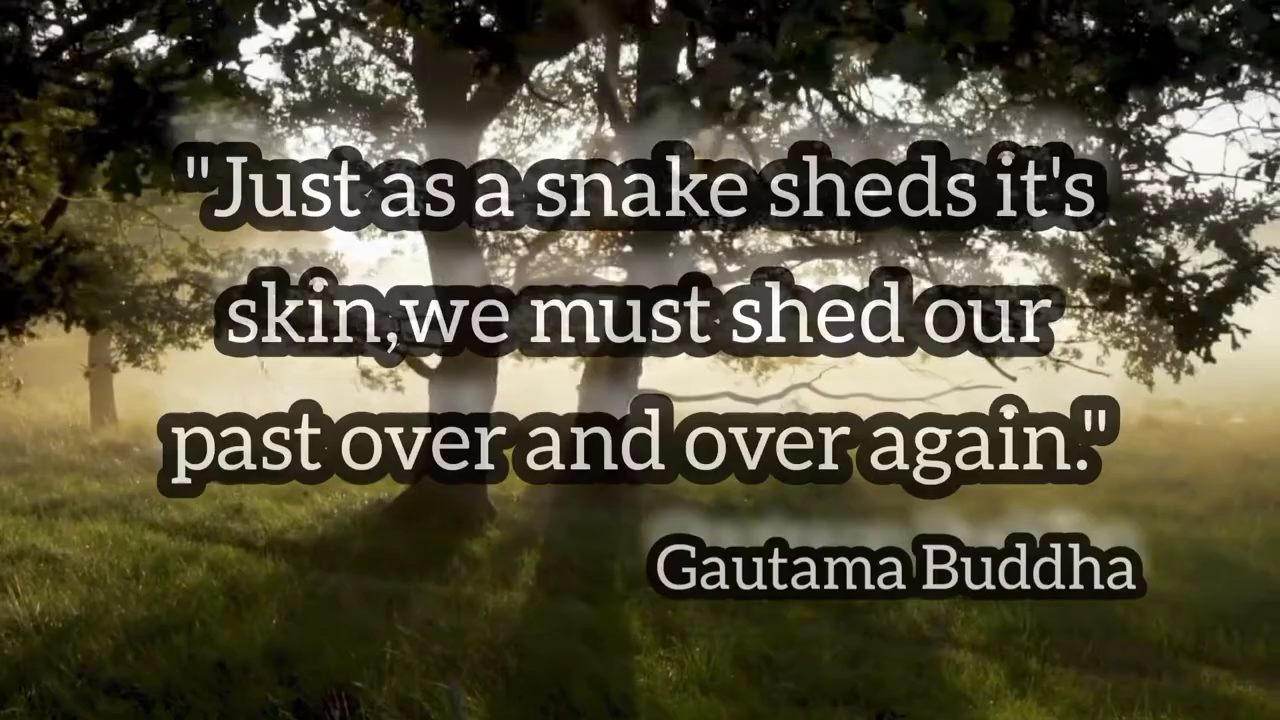 "Just as a snake sheds it's
skin,we must shed our
past over and over again."
Gautama Buddha